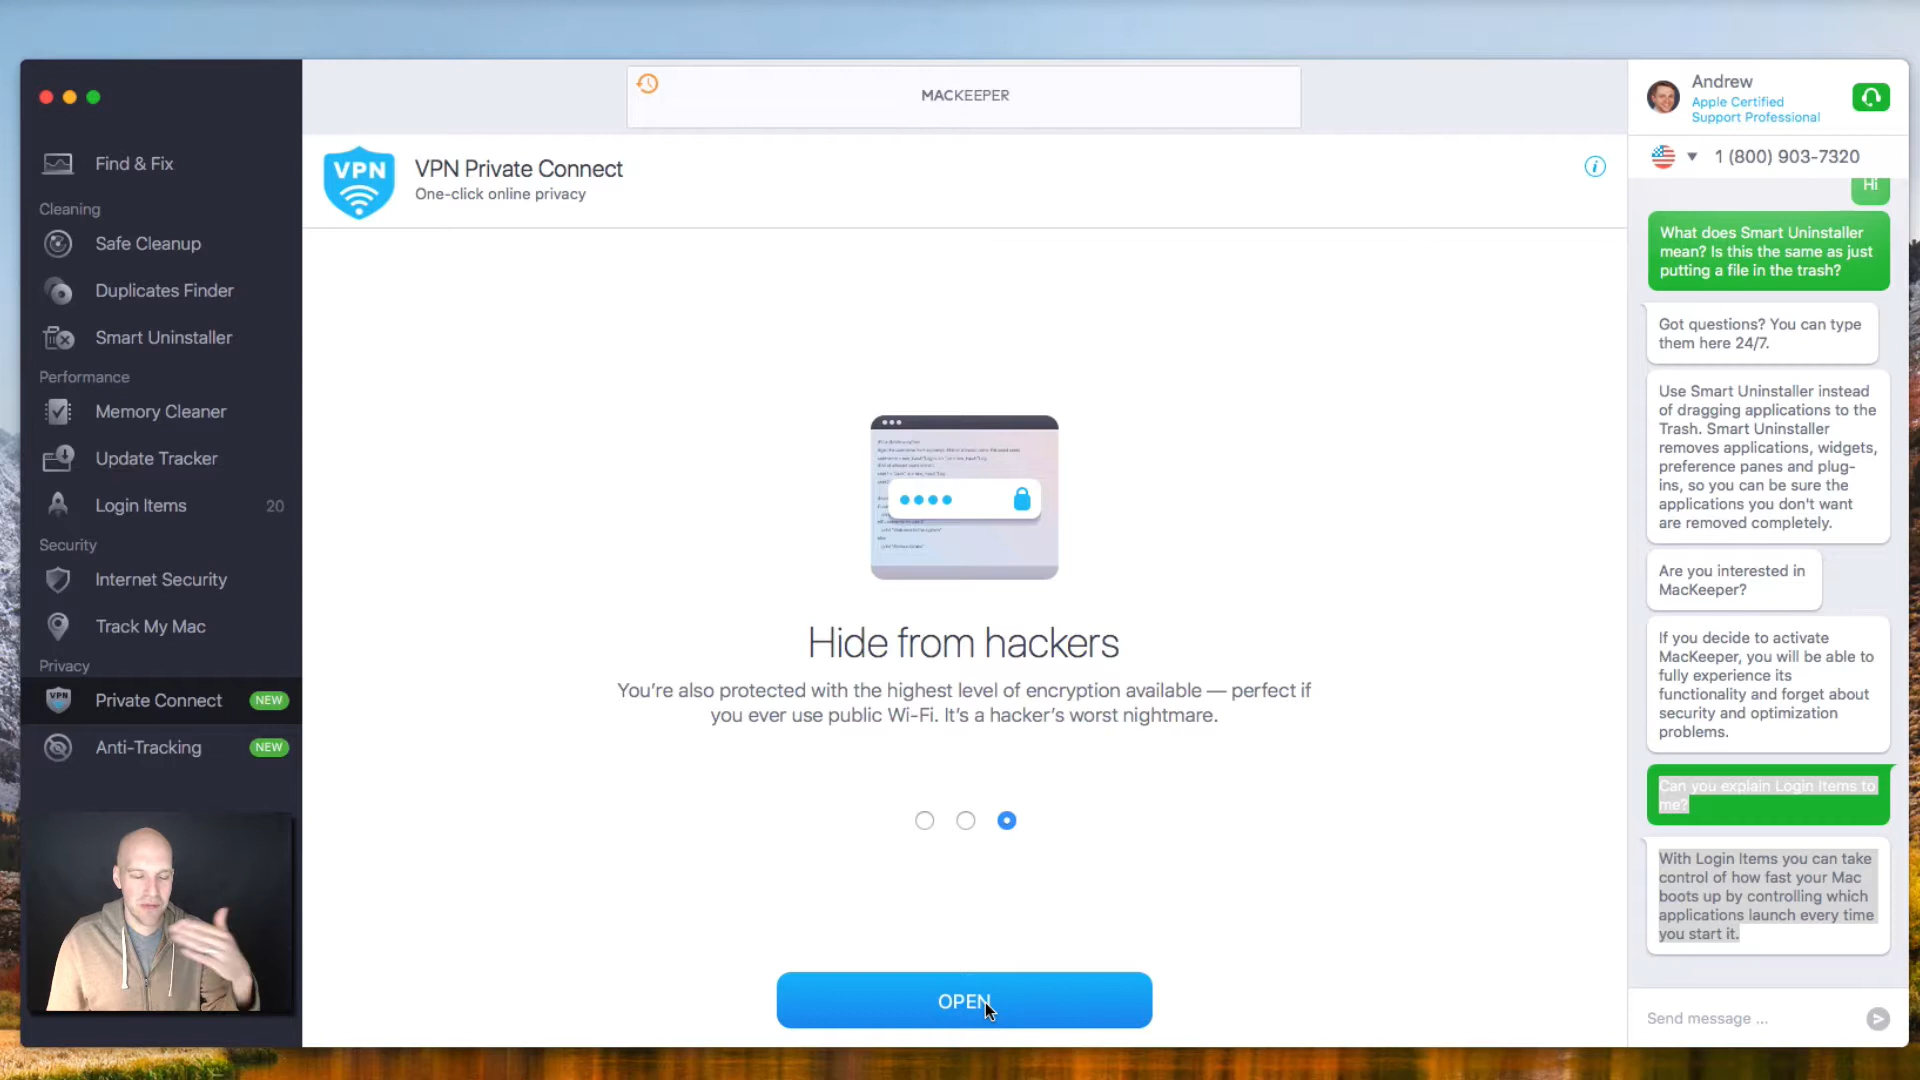 Find & Fix
Cleaning
Safe Cleanup
Duplicates Finder
Smart Uninstaller
Performance
Memory Cleaner
Update Tracker
Login Items 20
Security
Internet Security
Track My Mac
Privacy
VPN
Private Connect NEW
Anti-Tracking NEW
MACKEEPER
VPN
VPN Private Connect
One-click online privacy
Hide from hackers
You're also protected with the highest level of encryption available — perfect if
you ever use public Wi-Fi. It's a hacker's worst nightmare.
OPEN
Andrew
Apple Certified
Support Professional
1 (800) 903-7320
Hi
What does Smart Uninstaller
mean? Is this the same as just
putting a file in the trash?
Got questions? You can type
them here 24/7.
Use Smart Uninstaller instead
of dragging applications to the
Trash. Smart Uninstaller
removes applications, widgets,
preference panes and plug-
ins, so you can be sure the
applications you don't want
are removed completely.
Are you interested in
MacKeeper?
If you decide to activate
MacKeeper, you will be able to
fully experience its
functionality and forget about
security and optimization
problems.
Can you explain Login Items to
me?
With Login Items you can take
control of how fast your Mac
boots up by controlling which
applications launch every time
you start it.
Send message ...